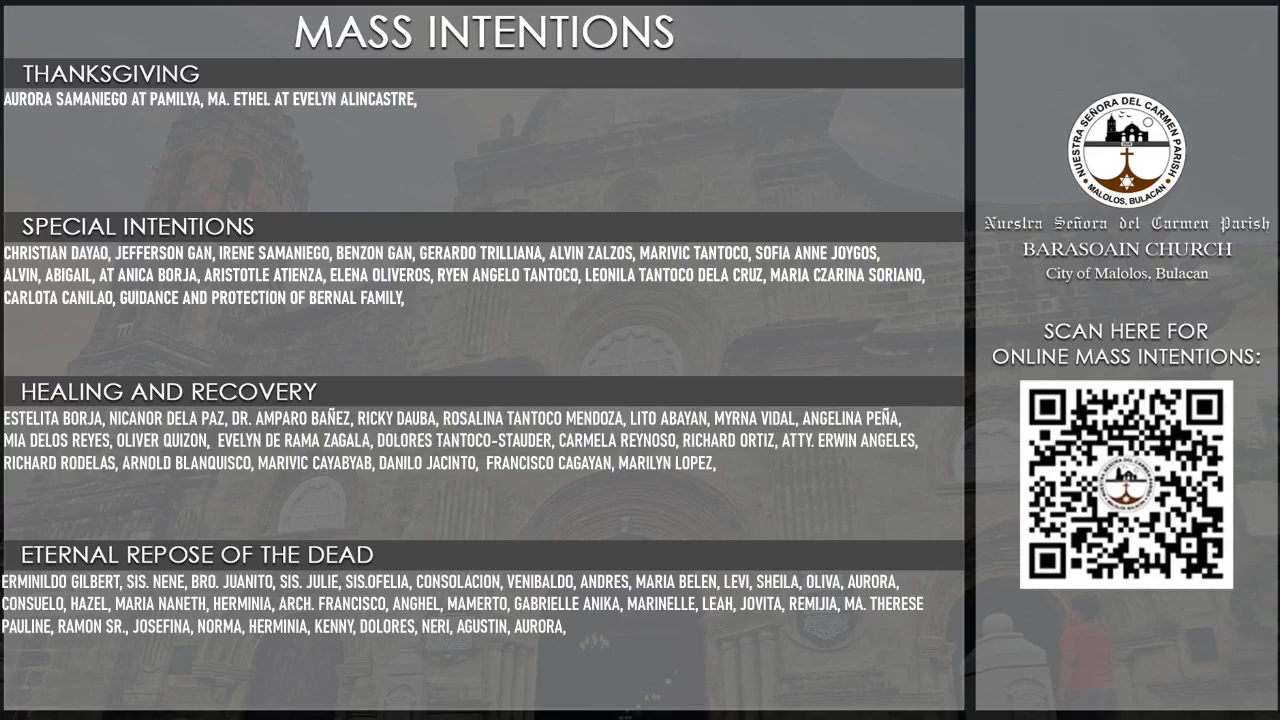 MASS INTENTIONS
THANKSGIVING
AURORA SAMANIEGO AT PAMILYA, MA. ETHEL AT EVELYN ALINCASTRE,
SPECIAL INTENTIONS
CHRISTIAN DAYAO, JEFFERSON GAN, IRENE SAMANIEGO, BENZON GAN, GERARDO TRILLIANA, ALVIN ZALZOS, MARIVIC TANTOCO, SOFIA ANNE JOYGOS,
ALVIN, ABIGAIL, AT ANICA BORJA, ARISTOTLE ATIENZA, ELENA OLIVEROS, RYEN ANGELO TANTOCO, LEONILA TANTOCO DELA CRUZ, MARIA CZARINA SORIANO,
CARLOTA CANILAO, GUIDANCE AND PROTECTION OF BERNAL FAMILY,
HEALING AND RECOVERY
ESTELITA BORJA, NICANOR DELA PAZ, DR. AMPARO BAÑEZ, RICKY DAUBA, ROSALINA TANTOCO MENDOZA, LITO ABAYAN, MYRNA VIDAL, ANGELINA PEÑA,
MIA DELOS REYES, OLIVER QUIZON, EVELYN DE RAMA ZAGALA, DOLORES TANTOCO-STAUDER, CARMELA REYNOSO, RICHARD ORTIZ, ATTY. ERWIN ANGELES,
RICHARD RODELAS, ARNOLD BLANQUISCO, MARIVIC CAYABYAB, DANILO JACINTO, FRANCISCO CAGAYAN, MARILYN LOPEZ,
ETERNAL REPOSE OF THE DEAD
ERMINILDO GILBERT, SIS. NENE, BRO. JUANITO, SIS. JULIE, SIS.OFELIA, CONSOLACION, VENIBALDO, ANDRES, MARIA BELEN, LEVI, SHEILA, OLIVA, AURORA,
CONSUELO, HAZEL, MARIA NANETH, HERMINIA, ARCH. FRANCISCO, ANGHEL, MAMERTO, GABRIELLE ANIKA, MARINELLE, LEAH, JOVITA, REMIJIA, MA. THERESE
PAULINE, RAMON SR., JOSEFINA, NORMA, HERMINIA, KENNY, DOLORES, NERI, AGUSTIN, AURORA,
NUESTRA SEÑORA DEL CARMEN PARISH
MALOLOS, BULACAN
Nuestra Señora del Carmen Parish
BARASOAIN CHURCH
City of Malolos, Bulacan
SCAN HERE FOR
ONLINE MASS INTENTIONS: